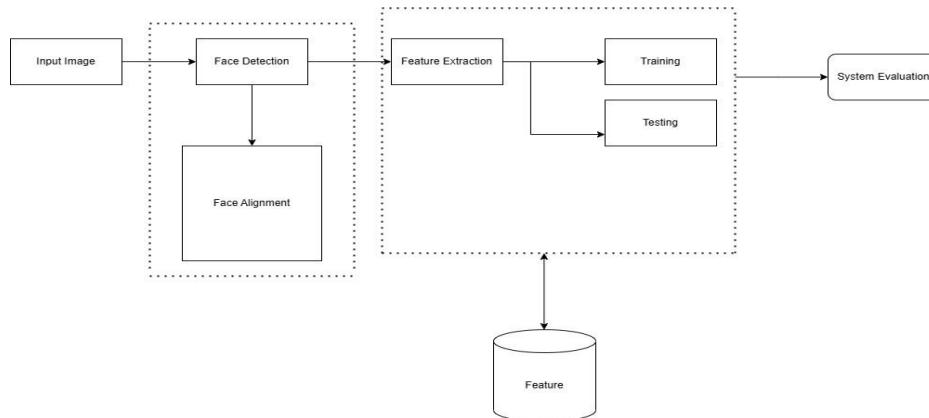 Input Image
Face Detection
Feature Extraction
Training
System Evaluation
Testing
Face Alignment
Feature